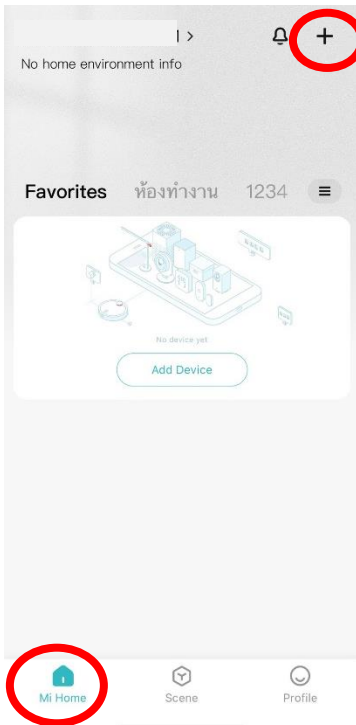 No home environment info
Favorites ห้องทำงาน 1234
No device yet
Add Device
Mi Home Scene Profile